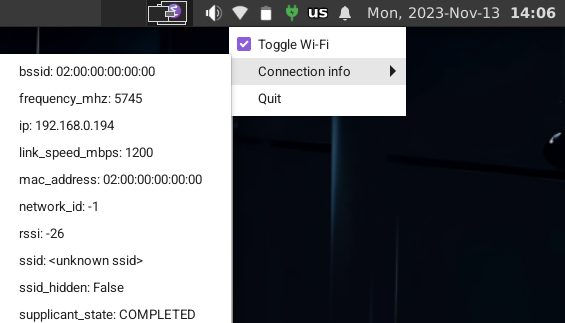 us Mon, 2023-Nov-13 14:06
Toggle Wi-Fi
Connection info
Quit
bssid: 02:00:00:00:00:00
frequency_mhz: 5745
ip: 192.168.0.194
link_speed_mbps: 1200
mac_address: 02:00:00:00:00:00
network_id: -1
rssi: -26
ssid: <unknown ssid>
ssid_hidden: False
supplicant_state: COMPLETED